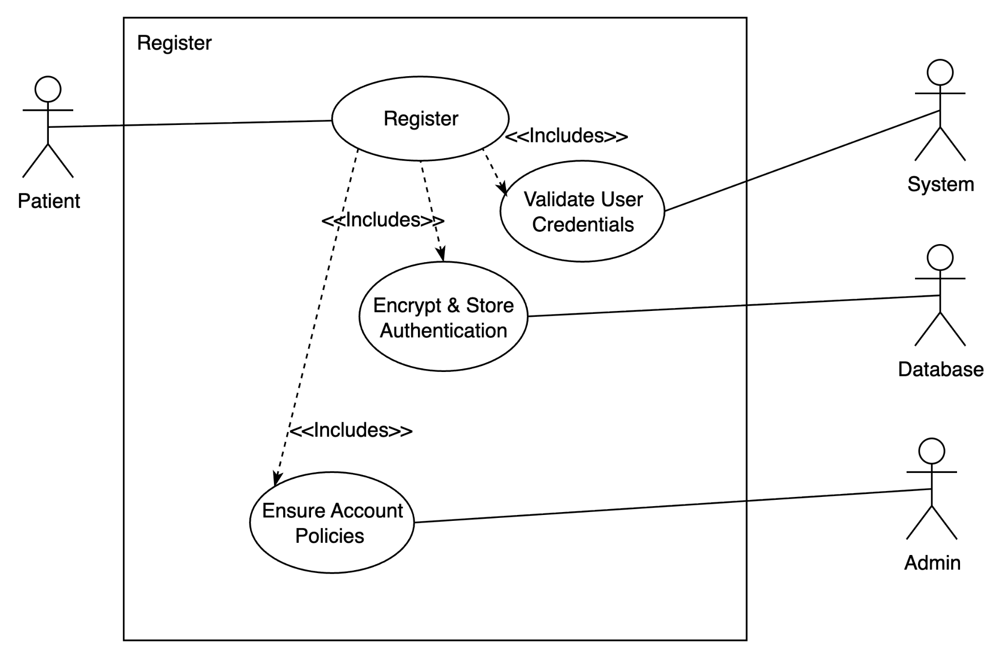 Register
Register
<<Includes>>
Patient
System
Validate User
Credentials
<<Includes>>
Encrypt & Store
Authentication
Database
<<Includes>>
Ensure Account
Policies
Admin